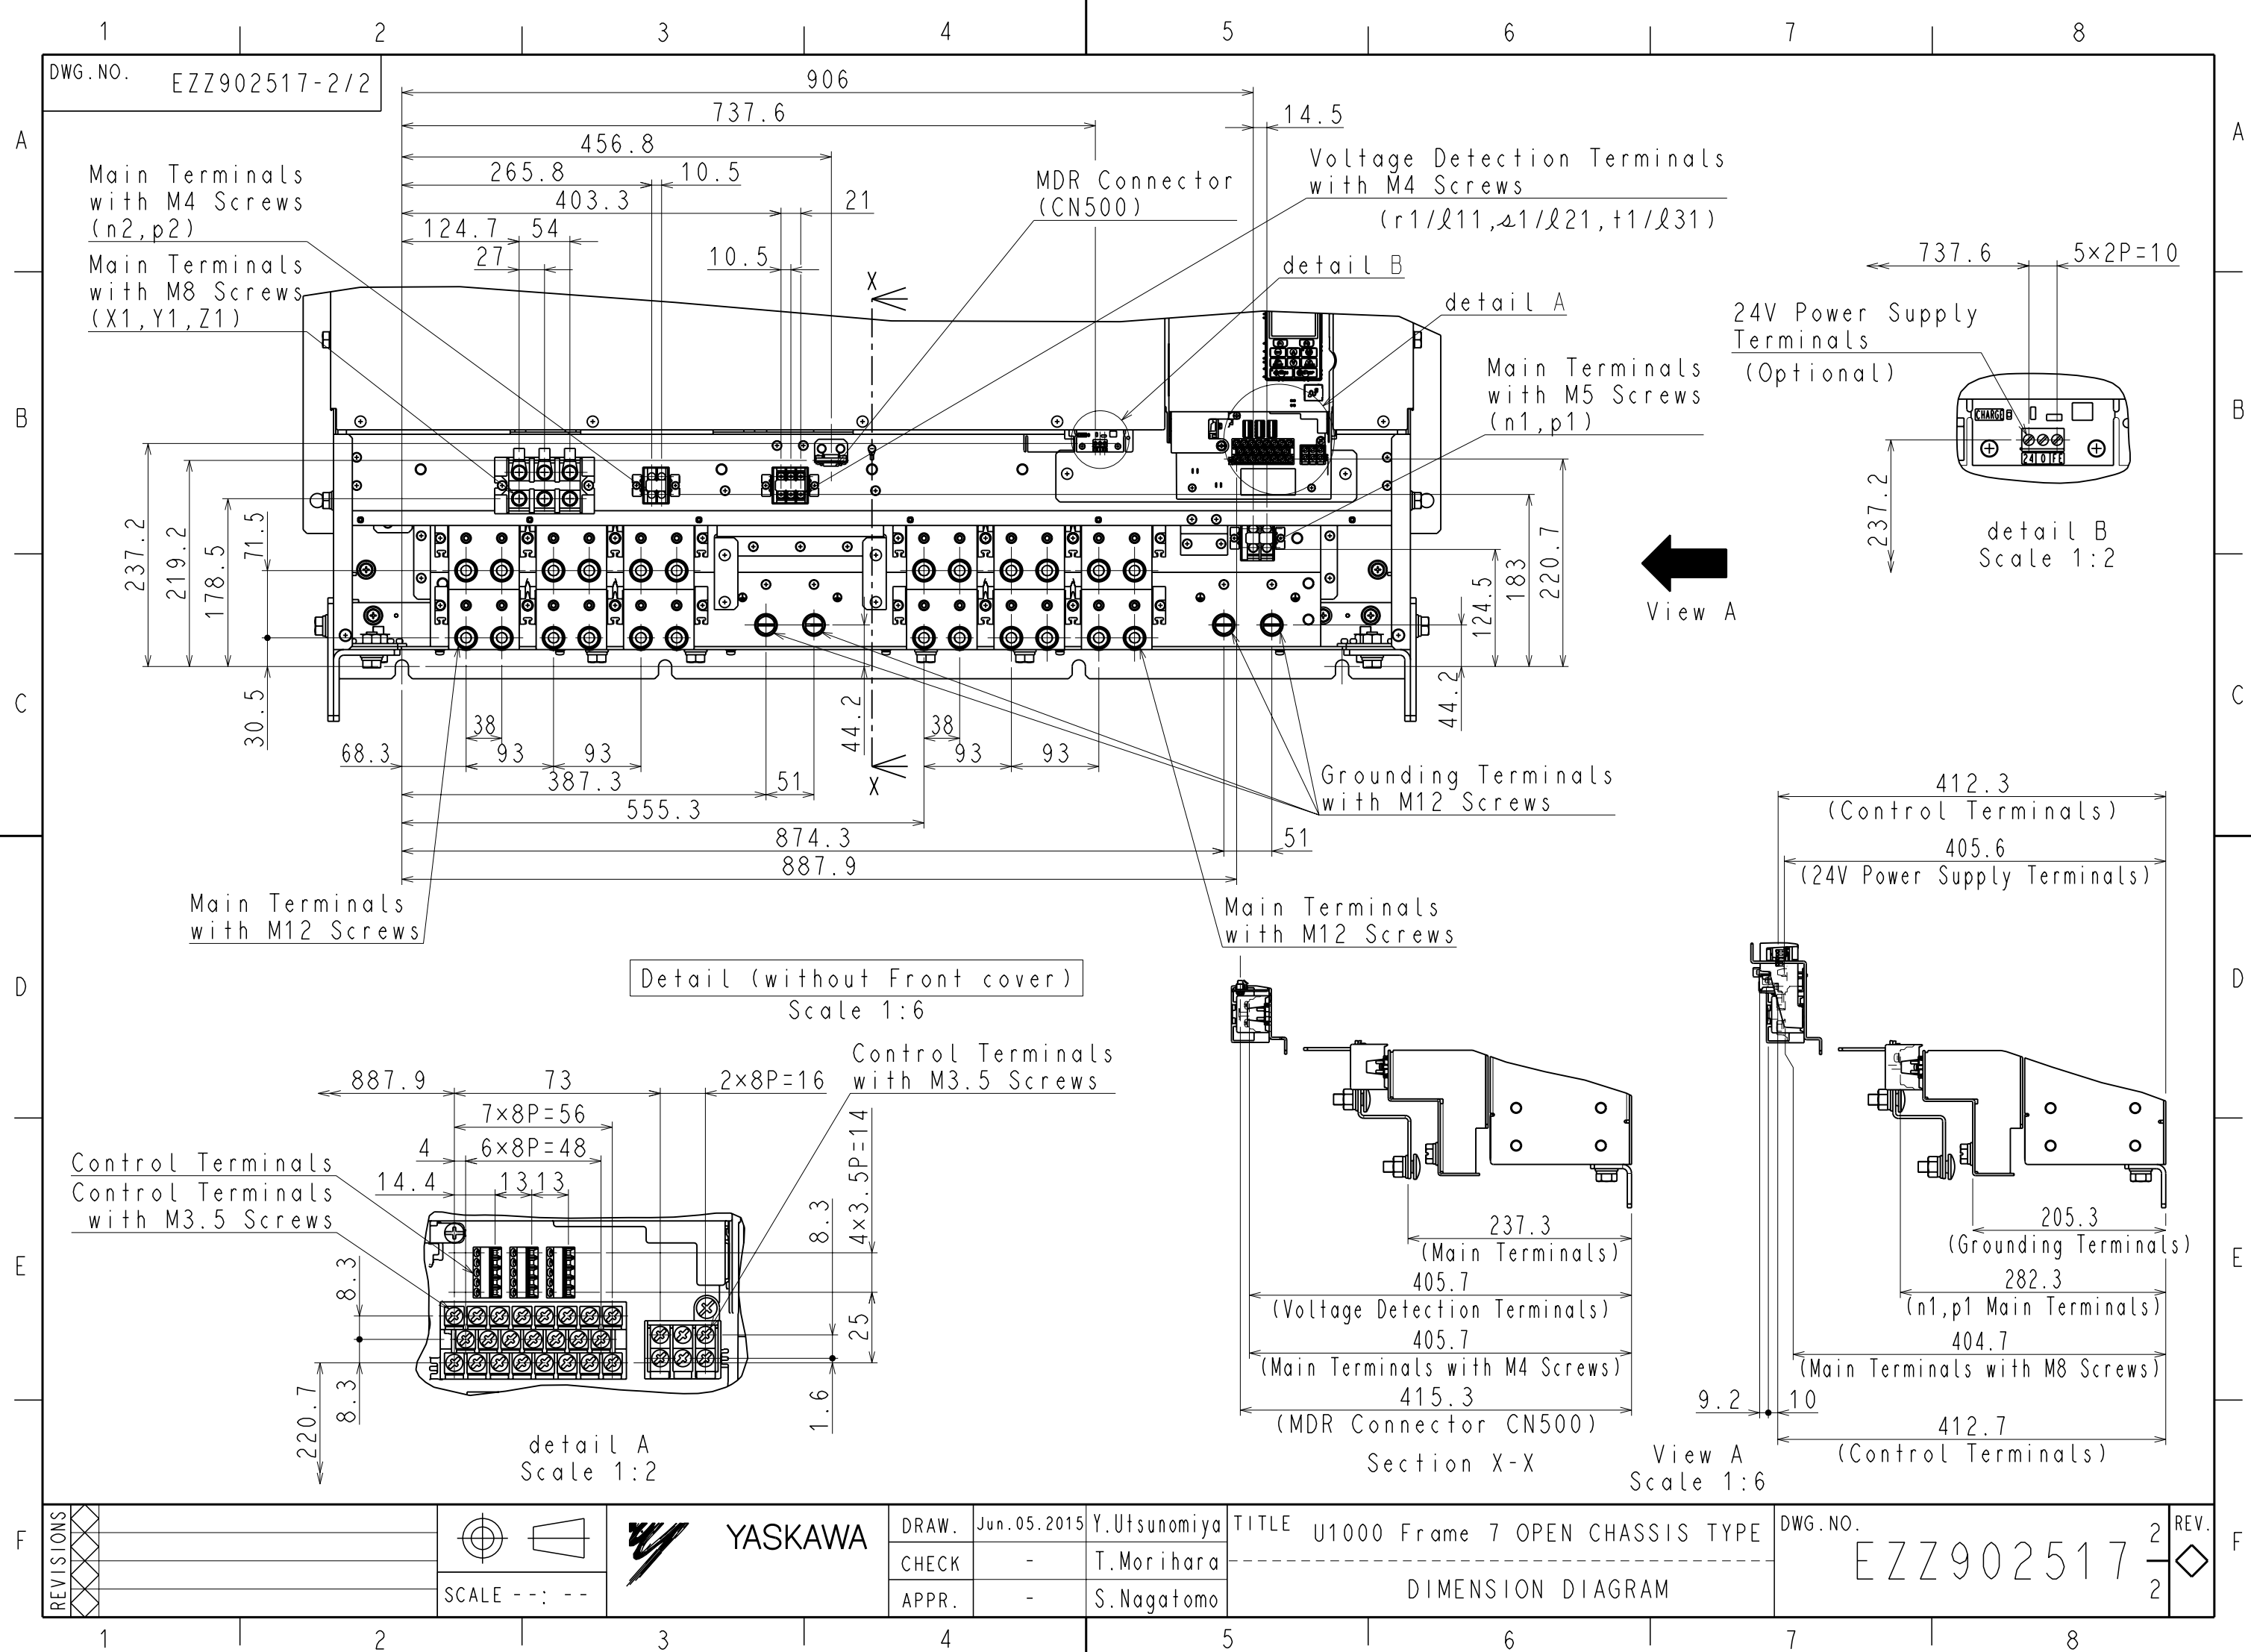 1 2 3 4 5 6 7 8
DWG.NO. EZZ902517-2/2
A
A
906
737.6
14.5
456.8
265.8
10.5
403.3
21
124.7
54
27
10.5
Main Terminals
with M4 Screws
(n2,p2)
Main Terminals
with M8 Screws
(X1,Y1,Z1)
MDR Connector
(CN500)
Voltage Detection Terminals
with M4 Screws
(r1/ℓ11,s1/ℓ21,t1/ℓ31)
detail B
detail A
X
Main Terminals
with M5 Screws
(n1,p1)
737.6
5×2P=10
24V Power Supply
Terminals
(Optional)
CHARGE
24 0 FE
237.2
detail B
Scale 1:2
B
B
237.2
219.2
178.5
71.5
30.5
124.5
183
220.7
44.2
44.2
View A
C
C
38
38
68.3
93
93
93
93
387.3
51
X
555.3
874.3
51
887.9
Grounding Terminals
with M12 Screws
Main Terminals
with M12 Screws
Main Terminals
with M12 Screws
412.3
(Control Terminals)
405.6
(24V Power Supply Terminals)
D
D
Detail (without Front cover)
Scale 1:6
Control Terminals
with M3.5 Screws
887.9
73
2×8P=16
7×8P=56
4
6×8P=48
14.4
13
13
Control Terminals
Control Terminals
with M3.5 Screws
8.3
4×3.5P=14
8.3
25
8.3
220.7
1.6
detail A
Scale 1:2
E
E
237.3
(Main Terminals)
405.7
(Voltage Detection Terminals)
405.7
(Main Terminals with M4 Screws)
415.3
(MDR Connector CN500)
Section X-X
205.3
(Grounding Terminals)
282.3
(n1,p1 Main Terminals)
404.7
(Main Terminals with M8 Screws)
9.2
10
412.7
(Control Terminals)
View A
Scale 1:6
F
F
REVISIONS
SCALE --: --
YASKAWA
DRAW. Jun.05.2015 Y.Utsunomiya
CHECK - T.Morihara
APPR. - S.Nagatomo
TITLE U1000 Frame 7 OPEN CHASSIS TYPE
DIMENSION DIAGRAM
DWG.NO.
EZZ902517
2
2
REV.
1 2 3 4 5 6 7 8